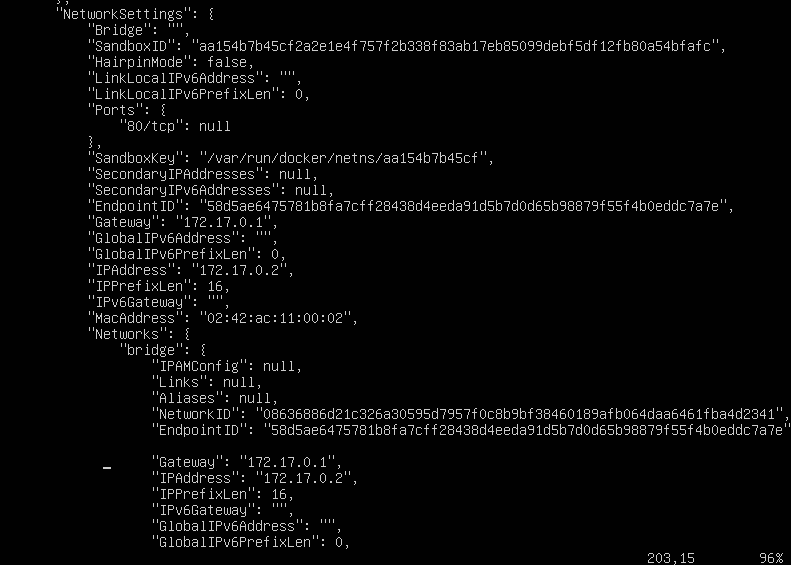 },
"NetworkSettings": {
"Bridge": "",
"SandboxID": "aa154b7b45cf2a2e1e4f757f2b338f83ab17eb85099debf5df12fb80a54bfafc",
"HairpinMode": false,
"LinkLocalIPv6Address": "",
"LinkLocalIPv6PrefixLen": 0,
"Ports": {
"80/tcp": null
},
"SandboxKey": "/var/run/docker/netns/aa154b7b45cf",
"SecondaryIPAddresses": null,
"SecondaryIPv6Addresses": null,
"EndpointID": "58d5ae6475781b8fa7cff28438d4eeda91d5b7d0d65b98879f55f4b0eddc7a7e",
"Gateway": "172.17.0.1",
"GlobalIPv6Address": "",
"GlobalIPv6PrefixLen": 0,
"IPAddress": "172.17.0.2",
"IPPrefixLen": 16,
"IPv6Gateway": "",
"MacAddress": "02:42:ac:11:00:02",
"Networks": {
"bridge": {
"IPAMConfig": null,
"Links": null,
"Aliases": null,
"NetworkID": "08636886d21c326a30595d7957f0c8b9bf38460189afb064daa6461fba4d2341",
"EndpointID": "58d5ae6475781b8fa7cff28438d4eeda91d5b7d0d65b98879f55f4b0eddc7a7e"
"Gateway": "172.17.0.1",
"IPAddress": "172.17.0.2",
"IPPrefixLen": 16,
"IPv6Gateway": "",
"GlobalIPv6Address": "",
"GlobalIPv6PrefixLen": 0,
203,15 96%